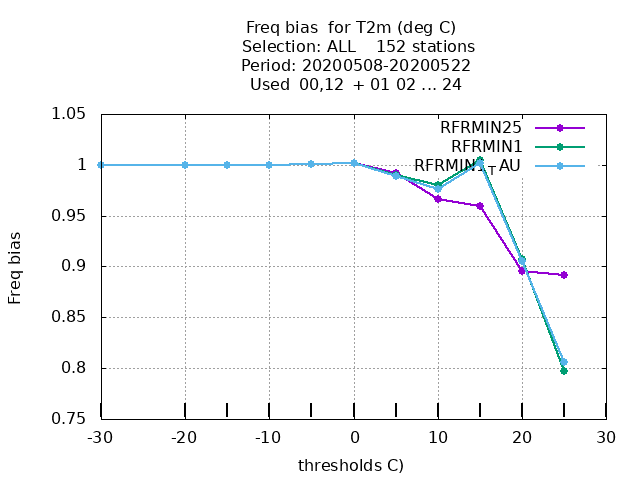 Freq bias  for T2m (deg C)
Selection: ALL    152 stations
Period: 20200508-20200522
Used  00,12  + 01 02 ... 24
Freq bias
1.05
1
0.95
0.9
0.85
0.8
0.75
RFRMIN25
RFRMIN1
RFRMIN1_TAU
-30
-20
-10
0
10
20
30
thresholds C)